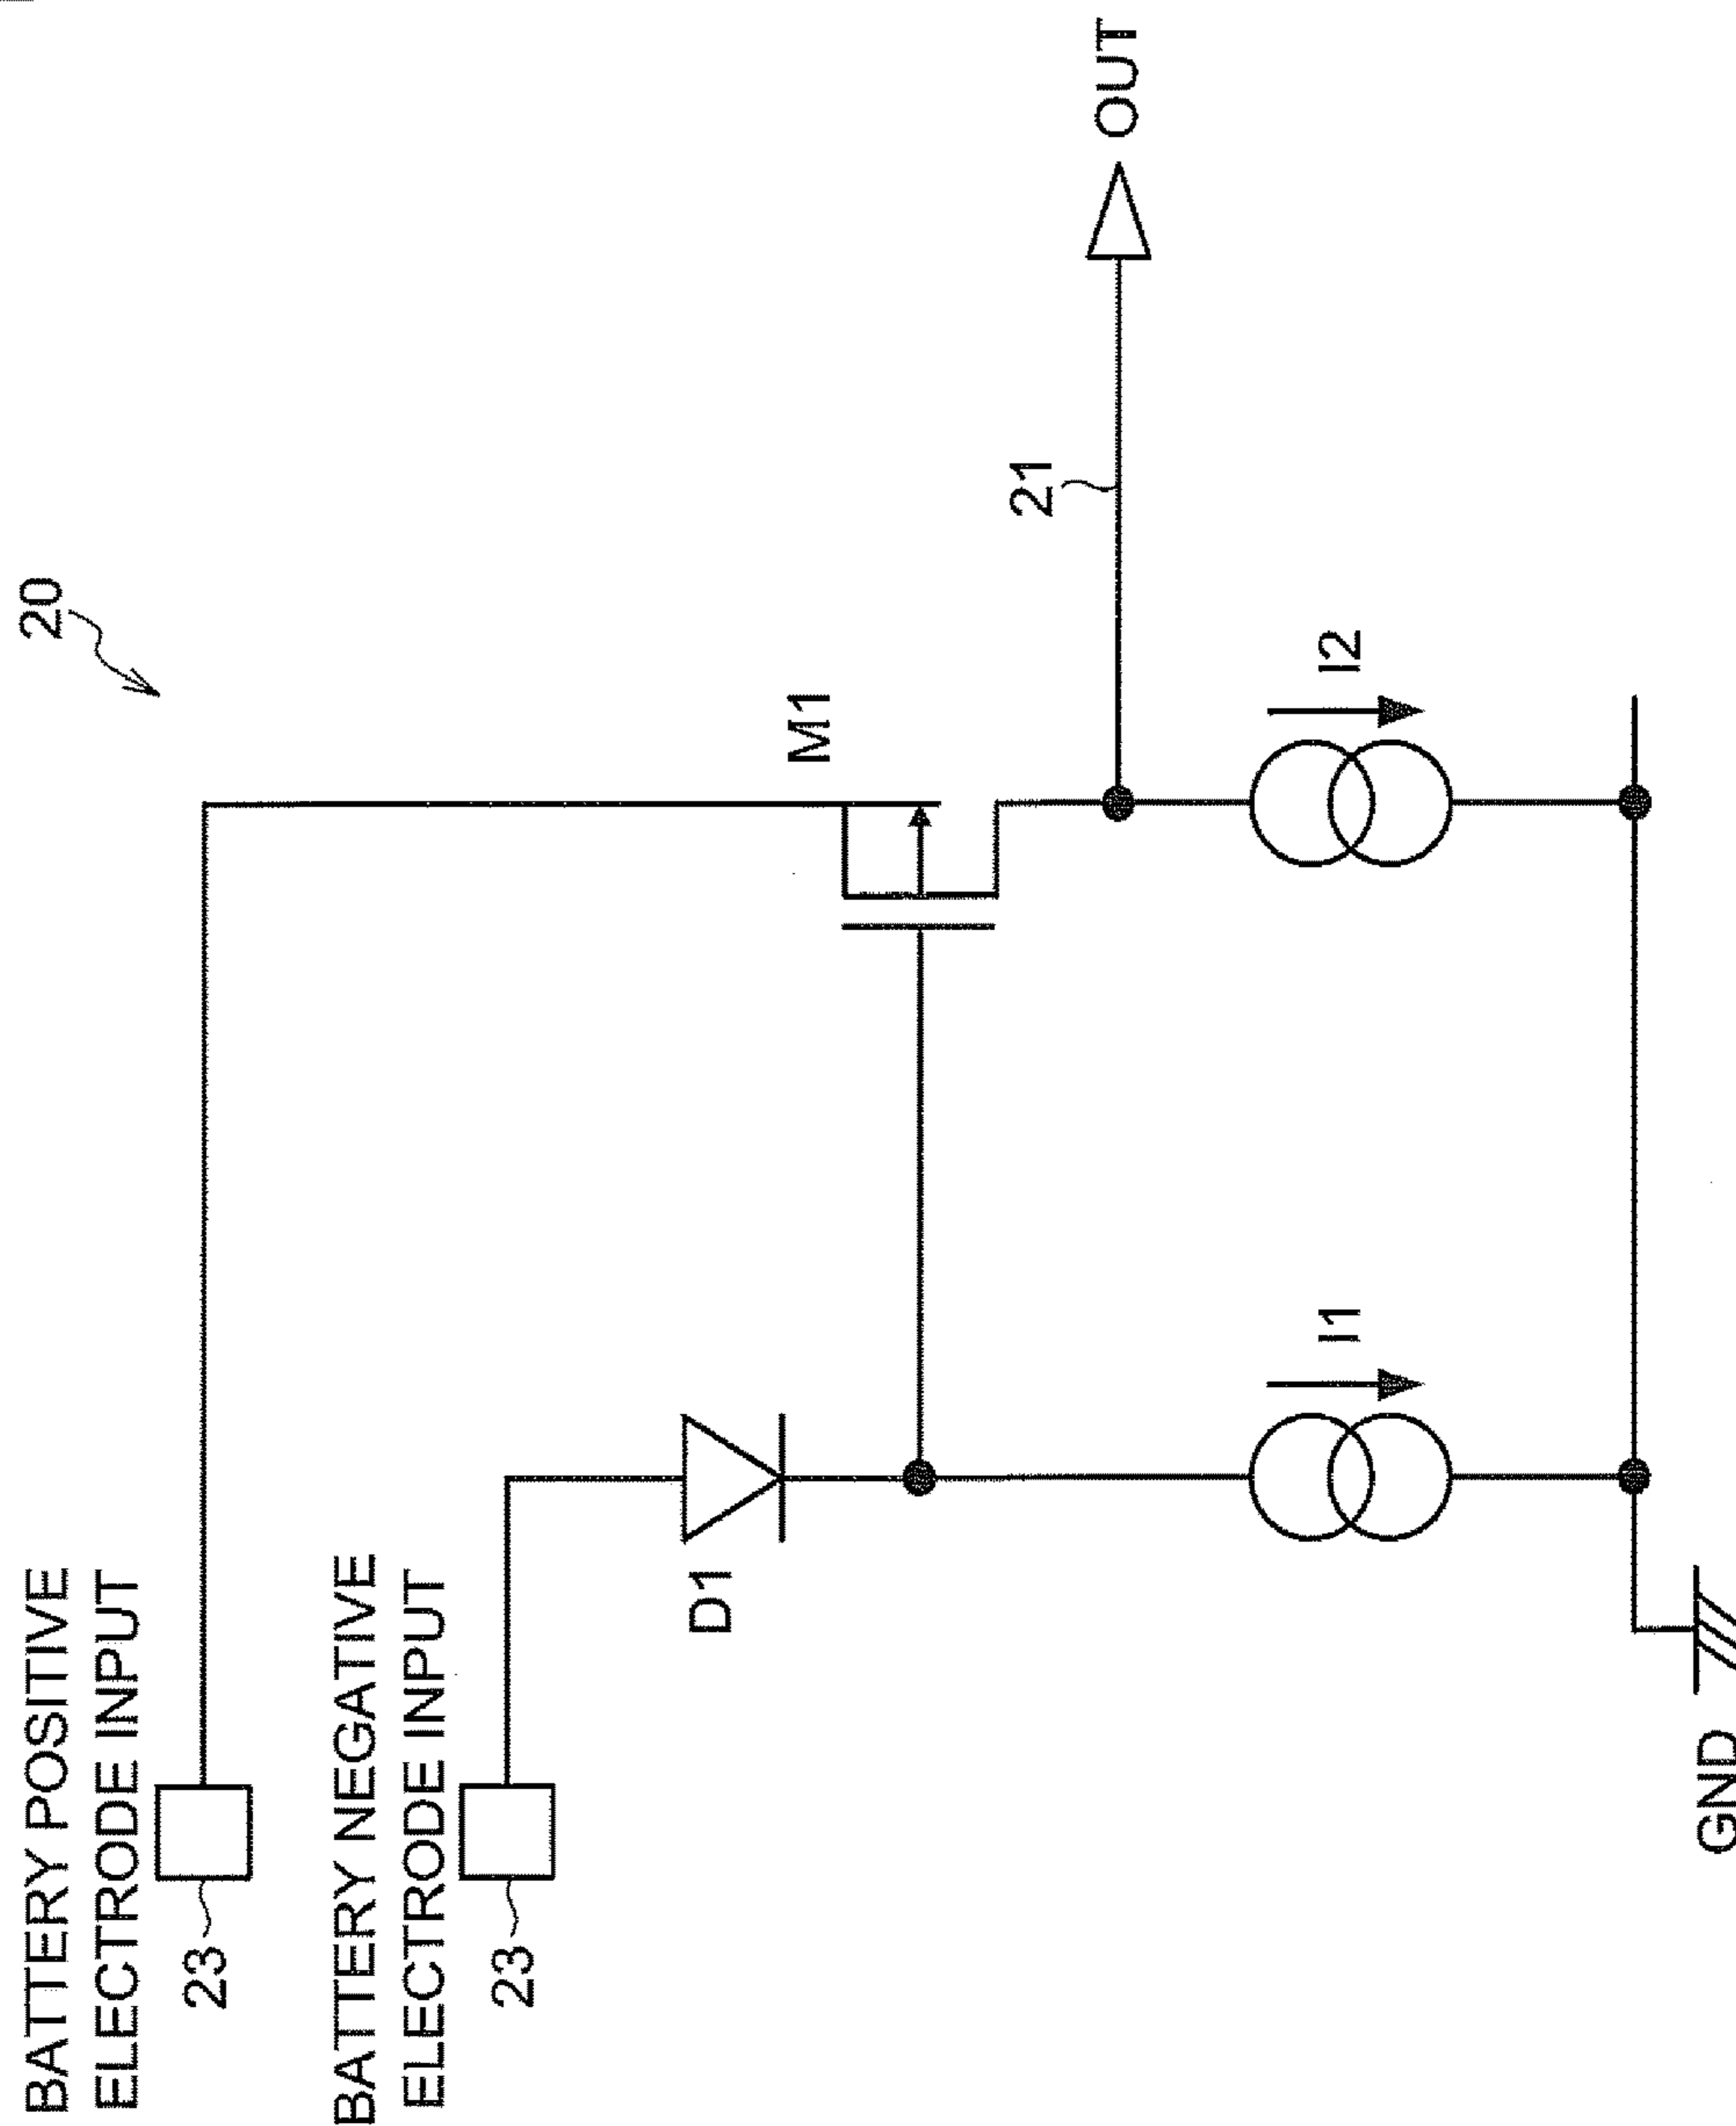 20
BATTERY POSITIVE
ELECTRODE INPUT
23
BATTERY NEGATIVE
ELECTRODE INPUT
23
D1
M1
21
OUT
I1
I2
GND